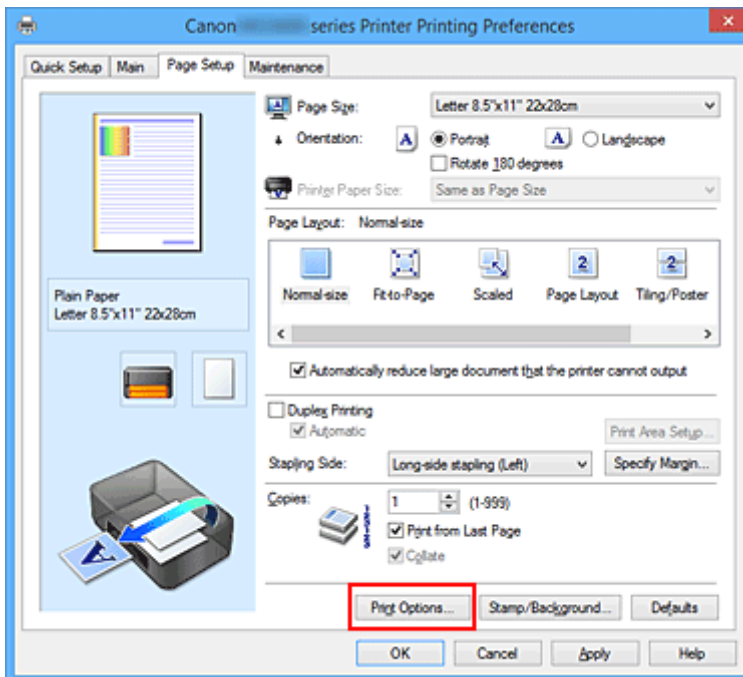 Canon series Printer Printing Preferences
Quick Setup Main Page Setup Maintenance
Page Size: Letter 8.5"x11" 22x28cm
Orientation: A Portrait A Landscape
Rotate 180 degrees
Printer Paper Size: Same as Page Size
Page Layout: Normal-size
2 2
Normal-size Fit-to-Page Scaled Page Layout Tiling/Poster
Plain Paper
Letter 8.5"x11" 22x28cm
Automatically reduce large document that the printer cannot output
Duplex Printing
Automatic Print Area Setup...
Stapling Side: Long-side stapling (Left) Specify Margin...
Copies: 1 (1-999)
Print from Last Page
Collate
A
Print Options... Stamp/Background... Defaults
OK Cancel Apply Help